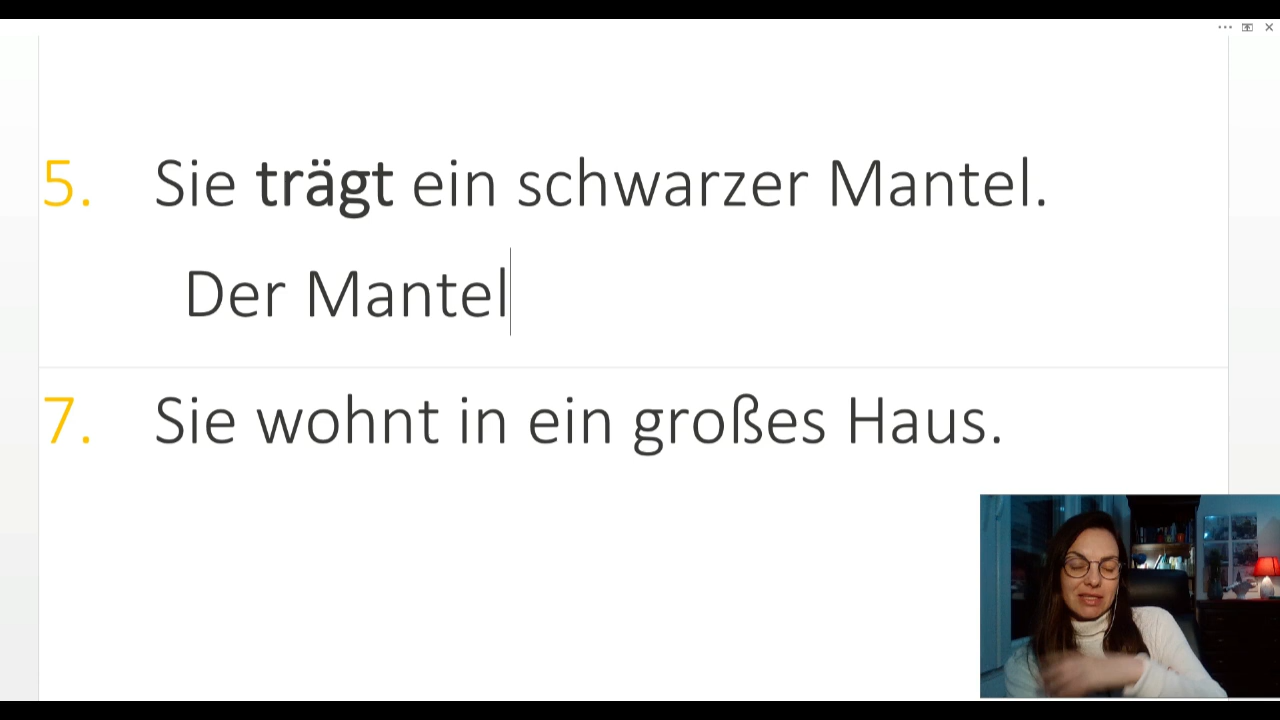 5. Sie trägt ein schwarzer Mantel.
Der Mantel
7. Sie wohnt in ein großes Haus.